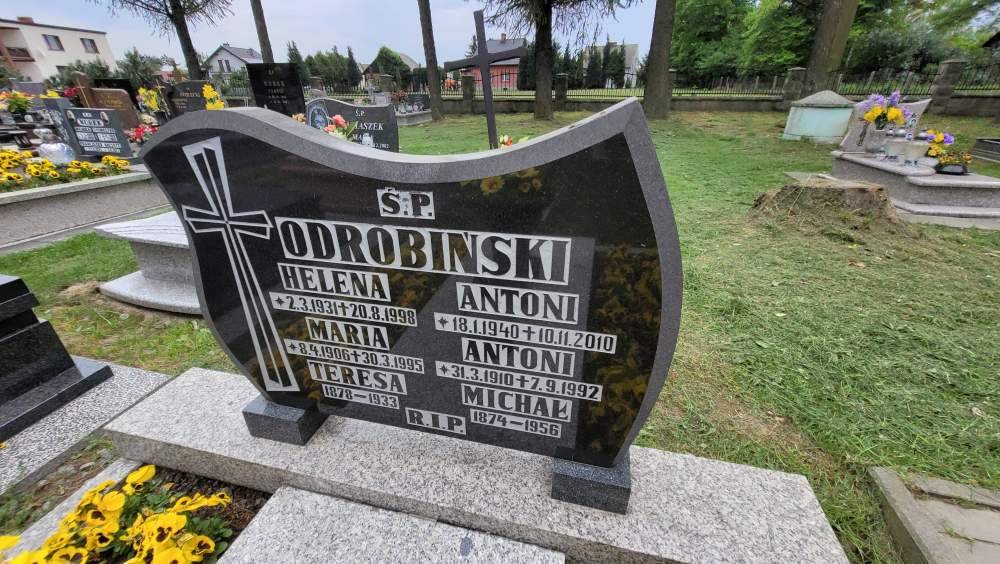 Ś.P.
ODROBIŃSKI
HELENA
*2.3.1931+20.8.1998
MARIA
*8.4.1906+30.3.1995
TERESA
1878-1933
ANTONI
*18.1.1940+10.11.2010
ANTONI
*31.3.1910+7.9.1992
MICHAŁ
1874-1956
R.I.P.
Ś.P.